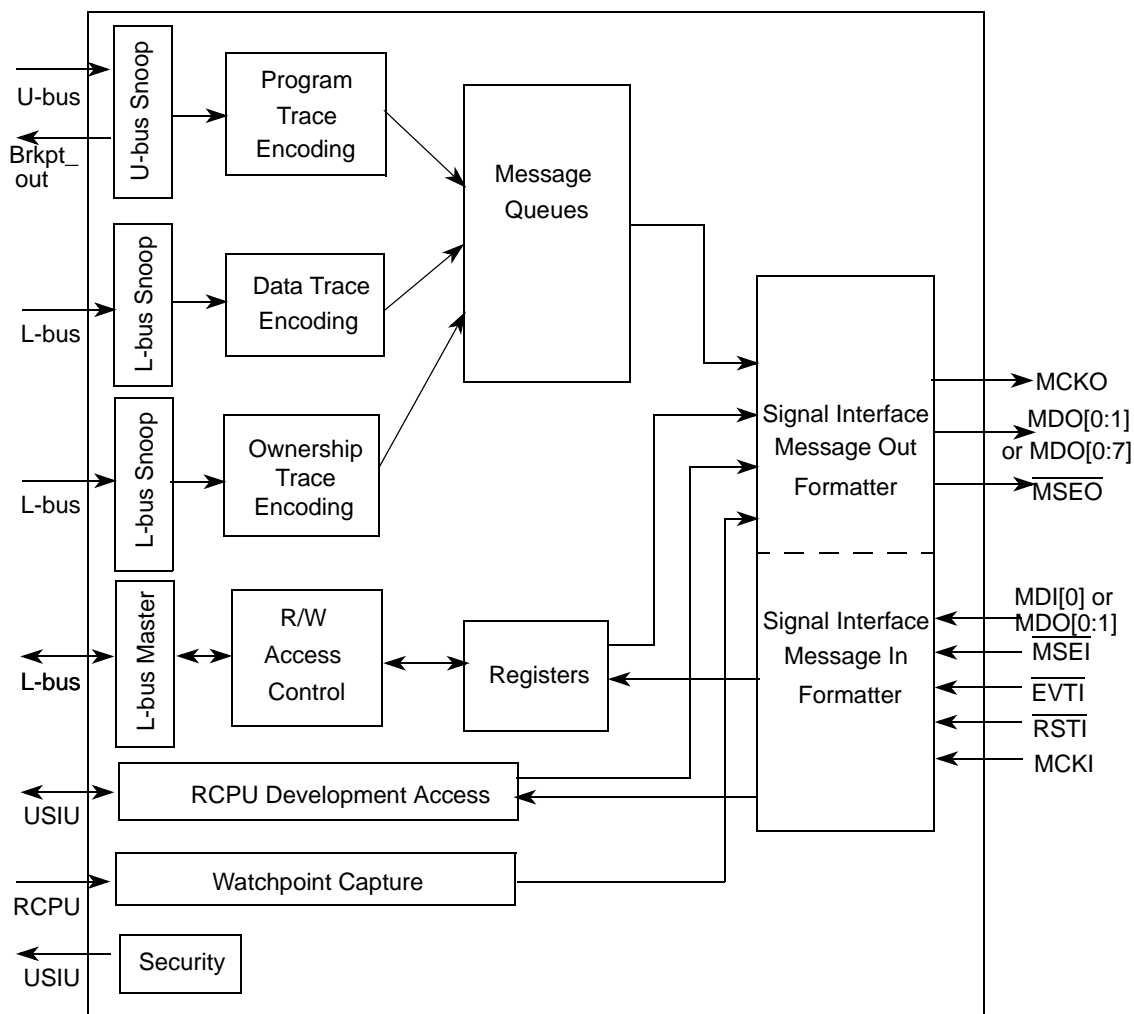 U-bus
Brkpt_
out
U-bus Snoop
Program
Trace
Encoding
Message
Queues
L-bus
L-bus Snoop
Data Trace
Encoding
L-bus
L-bus Snoop
Ownership
Trace
Encoding
Signal Interface
Message Out
Formatter
MCKO
MDO[0:1]
or MDO[0:7]
MSEO
L-bus
L-bus Master
R/W
Access
Control
Registers
Signal Interface
Message In
Formatter
MDI[0] or
MDO[0:1]
MSEI
EVTI
RSTI
MCKI
USIU
RCPU Development Access
RCPU
Watchpoint Capture
USIU
Security